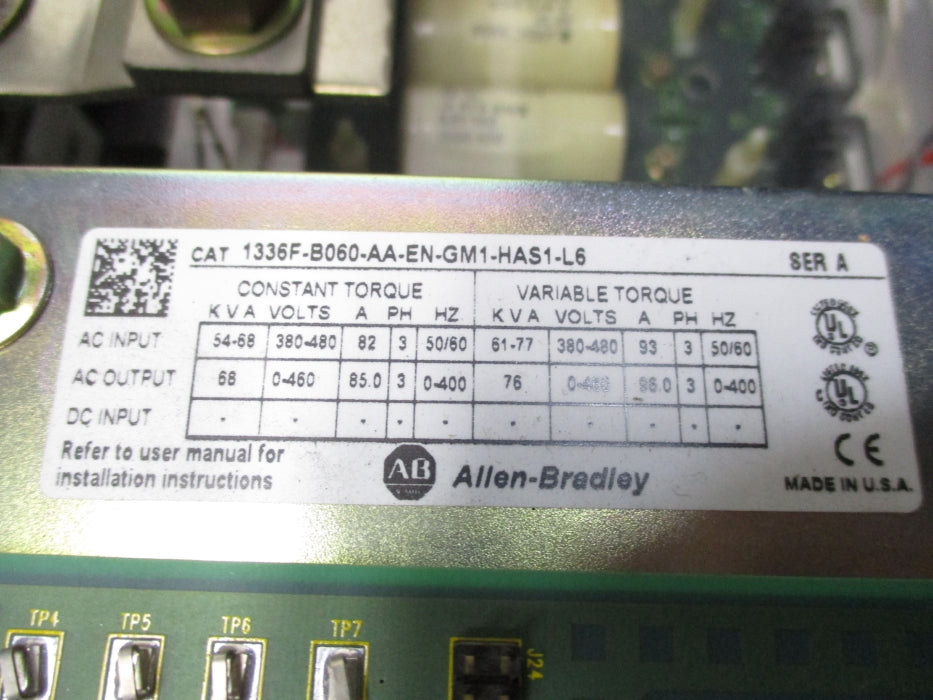 CAT 1336F-B060-AA-EN-GM1-HAS1-L6 SER A
CONSTANT TORQUE VARIABLE TORQUE
KVA VOLTS A PH HZ KVA VOLTS A PH HZ
AC INPUT 54-68 380-480 82 3 50/60 61-77 380-480 93 3 50/60
AC OUTPUT 68 0-460 85.0 3 0-400 76 3 0-400
DC INPUT - - - - - - - - - -
Refer to user manual for
installation instructions
AB Allen-Bradley
UL
UL
CE
MADE IN U.S.A.
TP4 TP5 TP6 TP7
J24